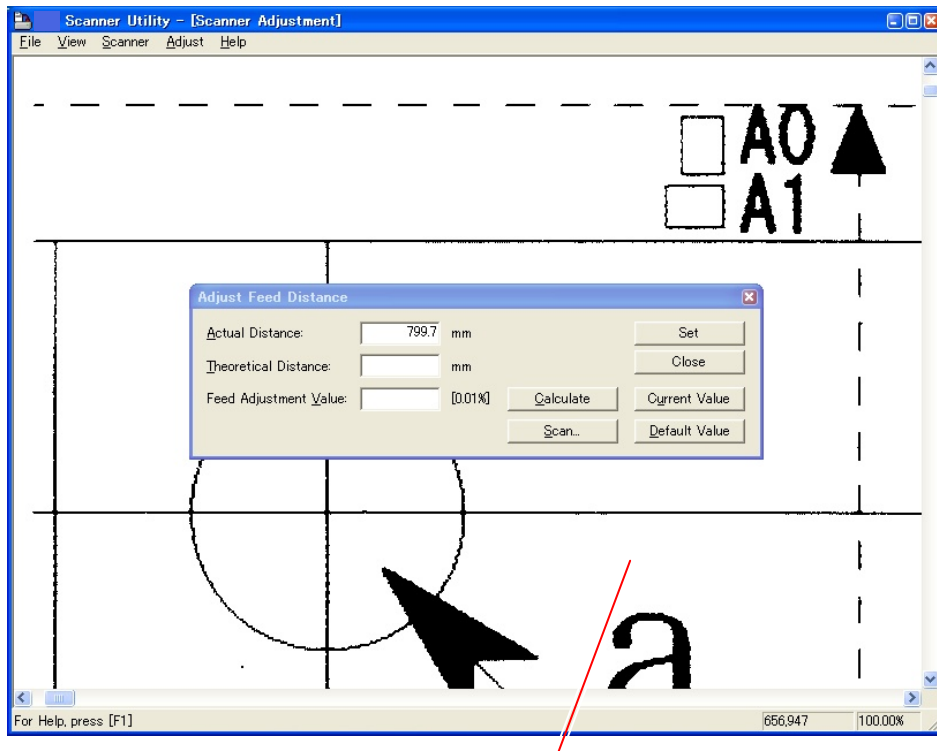 Scanner Utility - [Scanner Adjustment]
File View Scanner Adjust Help
A0
A1
Adjust Feed Distance
Actual Distance: 799.7 mm Set
Theoretical Distance: mm Close
Feed Adjustment Value: [0.01%] Calculate Current Value
Scan... Default Value
a
For Help, press [F1] 656,947 100.00%